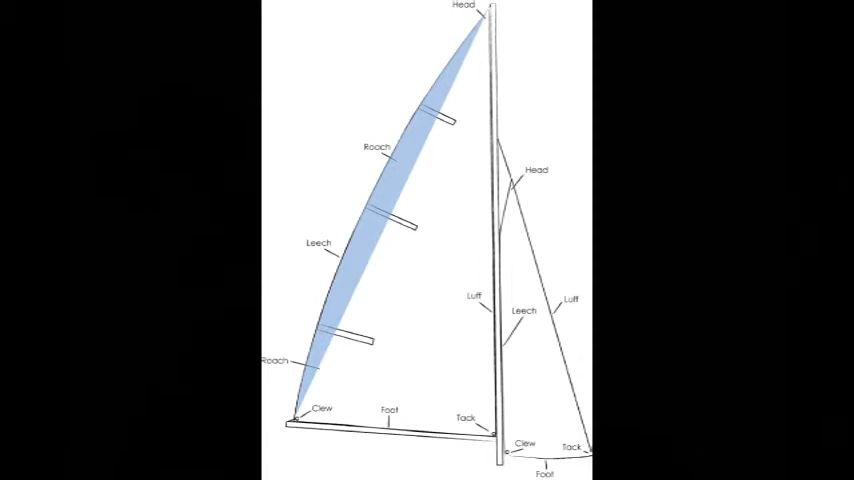 Head
Roach
Head
Leech
Luff
Luff
Leech
Roach
Clew
Foot
Tack
Clew
Tack
Foot